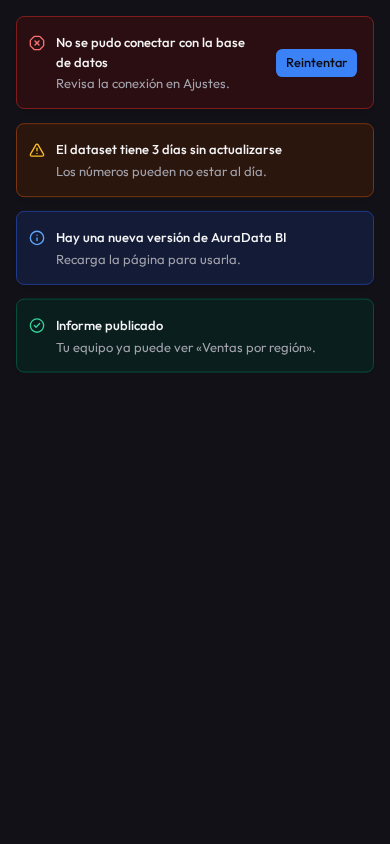 No se pudo conectar con la base
de datos
Revisa la conexión en Ajustes.
Reintentar
El dataset tiene 3 días sin actualizarse
Los números pueden no estar al día.
Hay una nueva versión de AuraData BI
Recarga la página para usarla.
Informe publicado
Tu equipo ya puede ver «Ventas por región».